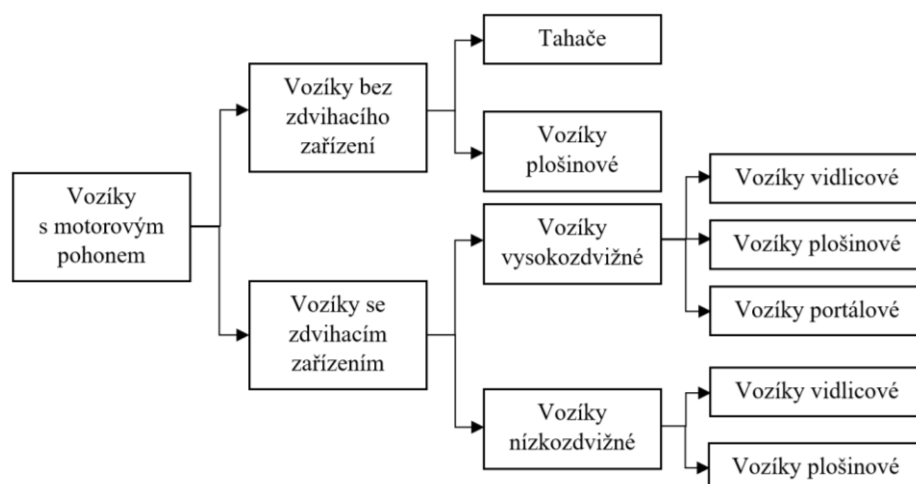 Tahače
Vozíky bez
zdvihacího
zařízení
Vozíky
plošinové
Vozíky
s motorovým
pohonem
Vozíky vidlicové
Vozíky
vysokozdvižné
Vozíky plošinové
Vozíky se
zdvihacím
zařízením
Vozíky portálové
Vozíky vidlicové
Vozíky
nízkozdvižné
Vozíky plošinové